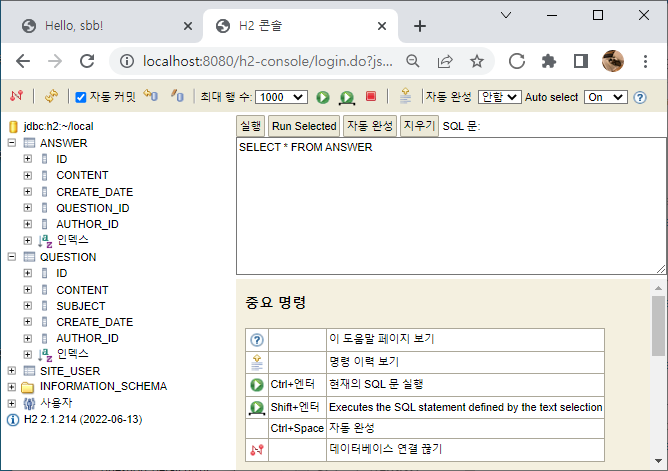 Hello, sbb!
H2 콘솔
localhost:8080/h2-console/login.do?js...
자동 커밋
최대 행 수: 1000
자동 완성 안함 Auto select On
jdbc:h2:~/local
ANSWER
ID
CONTENT
CREATE_DATE
QUESTION_ID
AUTHOR_ID
인덱스
QUESTION
ID
CONTENT
SUBJECT
CREATE_DATE
AUTHOR_ID
인덱스
SITE_USER
INFORMATION_SCHEMA
사용자
H2 2.1.214 (2022-06-13)
실행 Run Selected 자동 완성 지우기 SQL 문:
SELECT * FROM ANSWER
중요 명령
이 도움말 페이지 보기
명령 이력 보기
Ctrl+엔터 현재의 SQL 문 실행
Shift+엔터 Executes the SQL statement defined by the text selection
Ctrl+Space 자동 완성
데이터베이스 연결 끊기